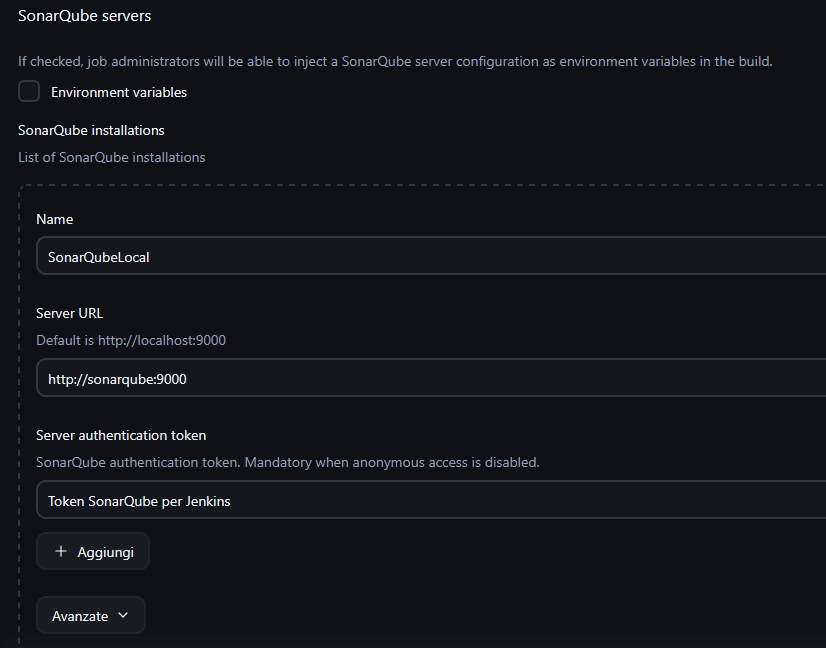 SonarQube servers
If checked, job administrators will be able to inject a SonarQube server configuration as environment variables in the build.
Environment variables
SonarQube installations
List of SonarQube installations
Name
SonarQubeLocal
Server URL
Default is http://localhost:9000
http://sonarqube:9000
Server authentication token
SonarQube authentication token. Mandatory when anonymous access is disabled.
Token SonarQube per Jenkins
+ Aggiungi
Avanzate